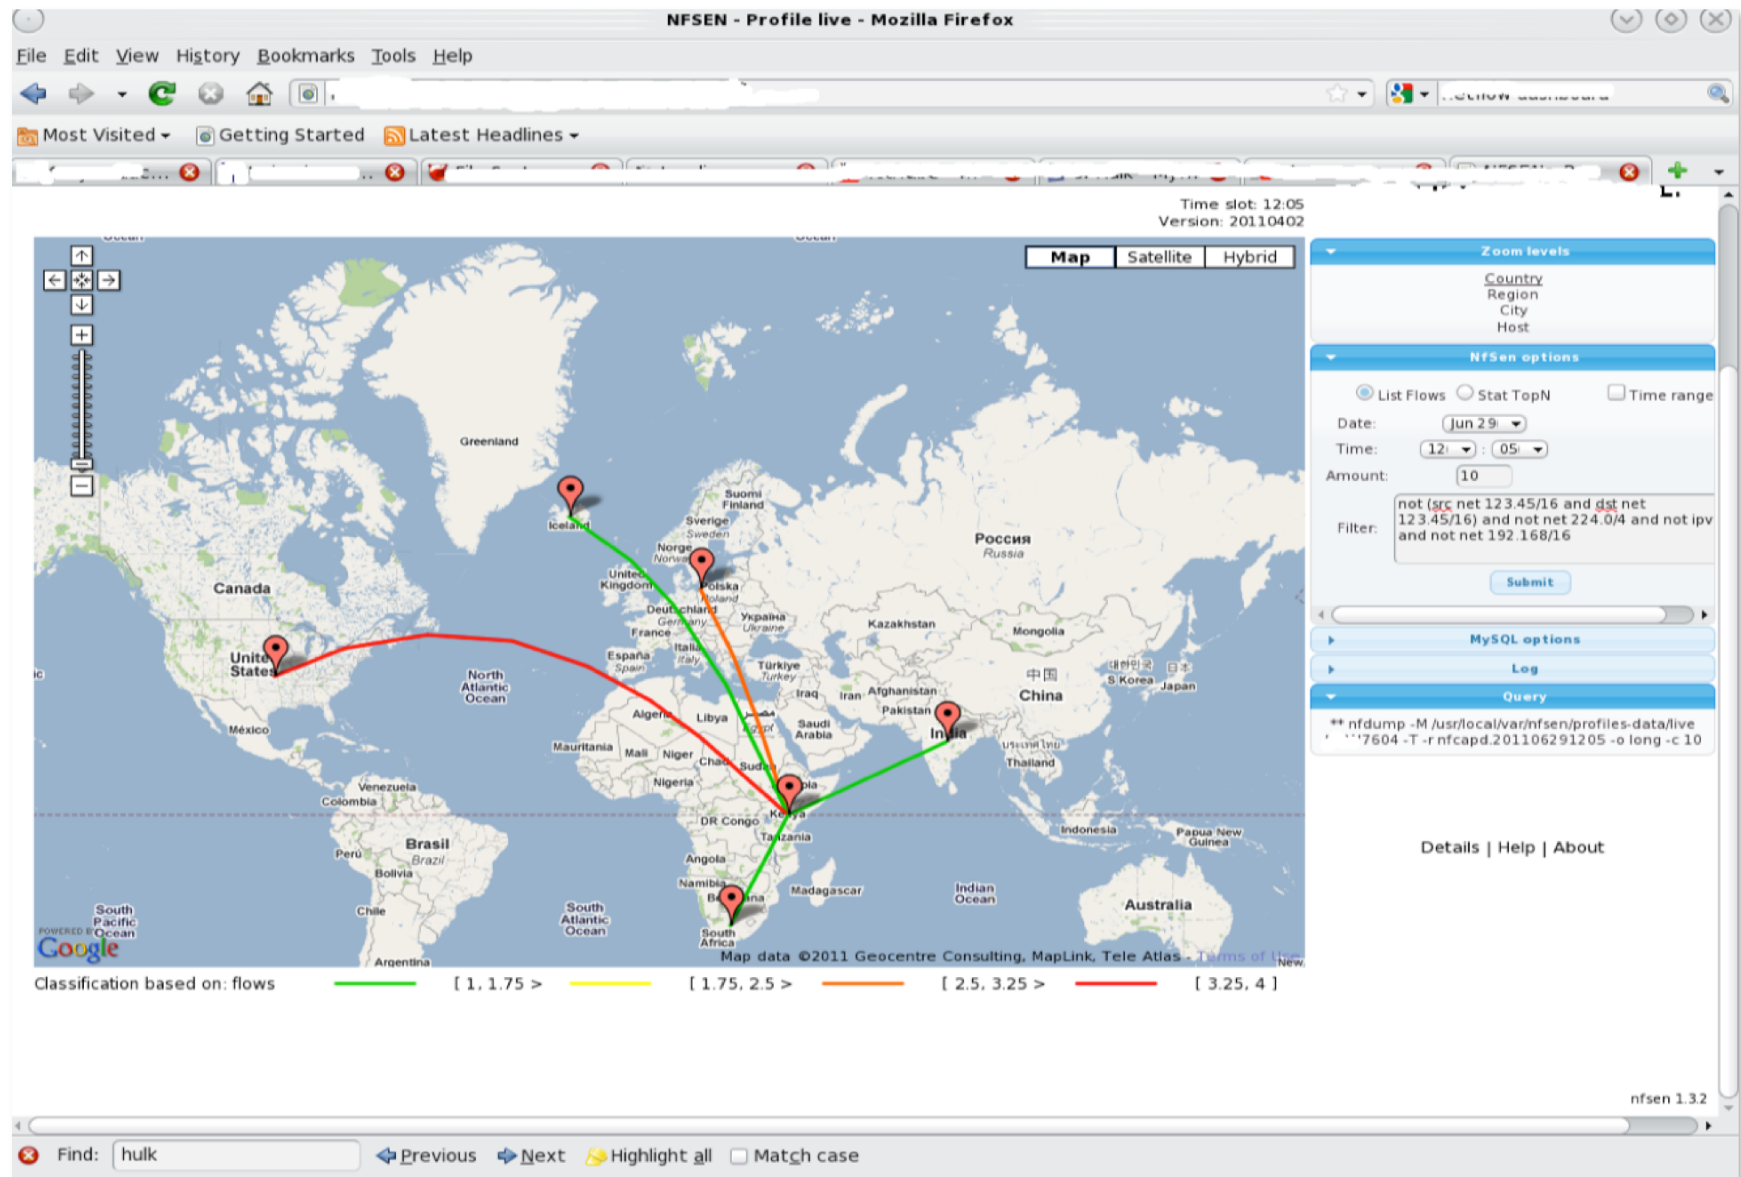 NFSEN - Profile live - Mozilla Firefox
File Edit View History Bookmarks Tools Help
Most Visited Getting Started Latest Headlines
Time slot: 12:05
Version: 20110402
Map Satellite Hybrid
Greenland
Iceland
Suomi
Finland
Sverige
Sweden
Norge
United
Kingdom
Polska
Poland
Deutschland
Germany
France
Україна
Ukraine
Italia
Italy
España
Spain
Türkiye
Turkey
Россия
Russia
Kazakhstan
Mongolia
中国
China
대한민국
S Korea
日本
Japan
Canada
United
States
México
North
Atlantic
Ocean
Iraq
Iran
Afghanistan
Pakistan
India
Algeria
Libya
Egypt
Saudi
Arabia
Mauritania
Mali
Niger
Chad
Sudan
Nigeria
Thailand
Venezuela
Colombia
DR Congo
Kenya
Tanzania
Indonesia
Papua New
Guinea
Brasil
Brazil
Perú
Bolivia
Angola
Namibia
Madagascar
Indian
Ocean
Australia
Chile
South
Pacific
Ocean
South
Atlantic
Ocean
South
Africa
Argentina
POWERED BY
Google
Map data ©2011 Geocentre Consulting, MapLink, Tele Atlas - Terms of Use
New
Classification based on: flows [ 1, 1.75 > [ 1.75, 2.5 > [ 2.5, 3.25 > [ 3.25, 4 ]
Zoom levels
Country
Region
City
Host
NfSen options
List Flows Stat TopN Time range
Date: Jun 29
Time: 12 : 05
Amount: 10
Filter:
not (src net 123.45/16 and dst net
123.45/16) and not net 224.0/4 and not ipv
and not net 192.168/16
Submit
MySQL options
Log
Query
** nfdump -M /usr/local/var/nfsen/profiles-data/live
7604 -T -r nfcapd.201106291205 -o long -c 10
Details | Help | About
nfsen 1.3.2
Find: hulk Previous Next Highlight all Match case